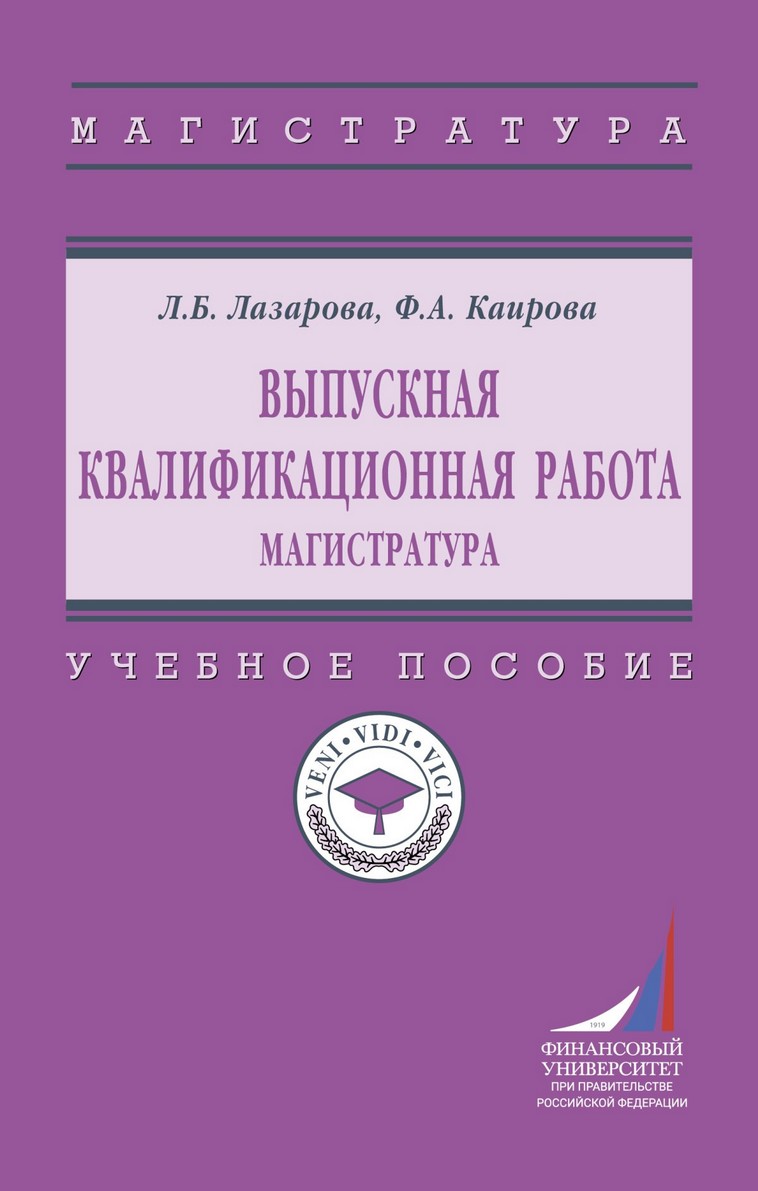 МАГИСТРАТУРА
Л.Б. Лазарова, Ф.А. Каирова
ВЫПУСКНАЯ
КВАЛИФИКАЦИОННАЯ РАБОТА
МАГИСТРАТУРА
УЧЕБНОЕ ПОСОБИЕ
VENI • VIDI • VICI
1919
ФИНАНСОВЫЙ
УНИВЕРСИТЕТ
ПРИ ПРАВИТЕЛЬСТВЕ
РОССИЙСКОЙ ФЕДЕРАЦИИ